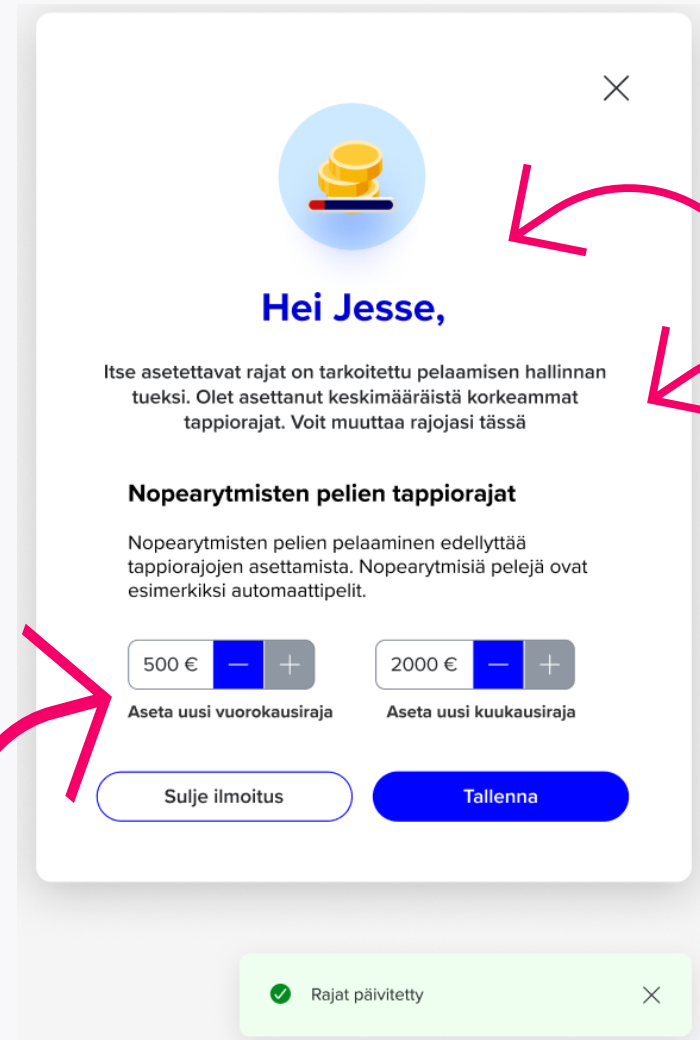 Hei Jesse,
Itse asetettavat rajat on tarkoitettu pelaamisen hallinnan
tueksi. Olet asettanut keskimääräistä korkeammat
tappiorajat. Voit muuttaa rajojasi tässä
Nopearytmisten pelien tappiorajat
Nopearytmisten pelien pelaaminen edellyttää
tappiorajojen asettamista. Nopearytmisiä pelejä ovat
esimerkiksi automaattipelit.
500 € — +
2000 € — +
Aseta uusi vuorokausiraja
Aseta uusi kuukausiraja
Sulje ilmoitus
Tallenna
Rajat päivitetty